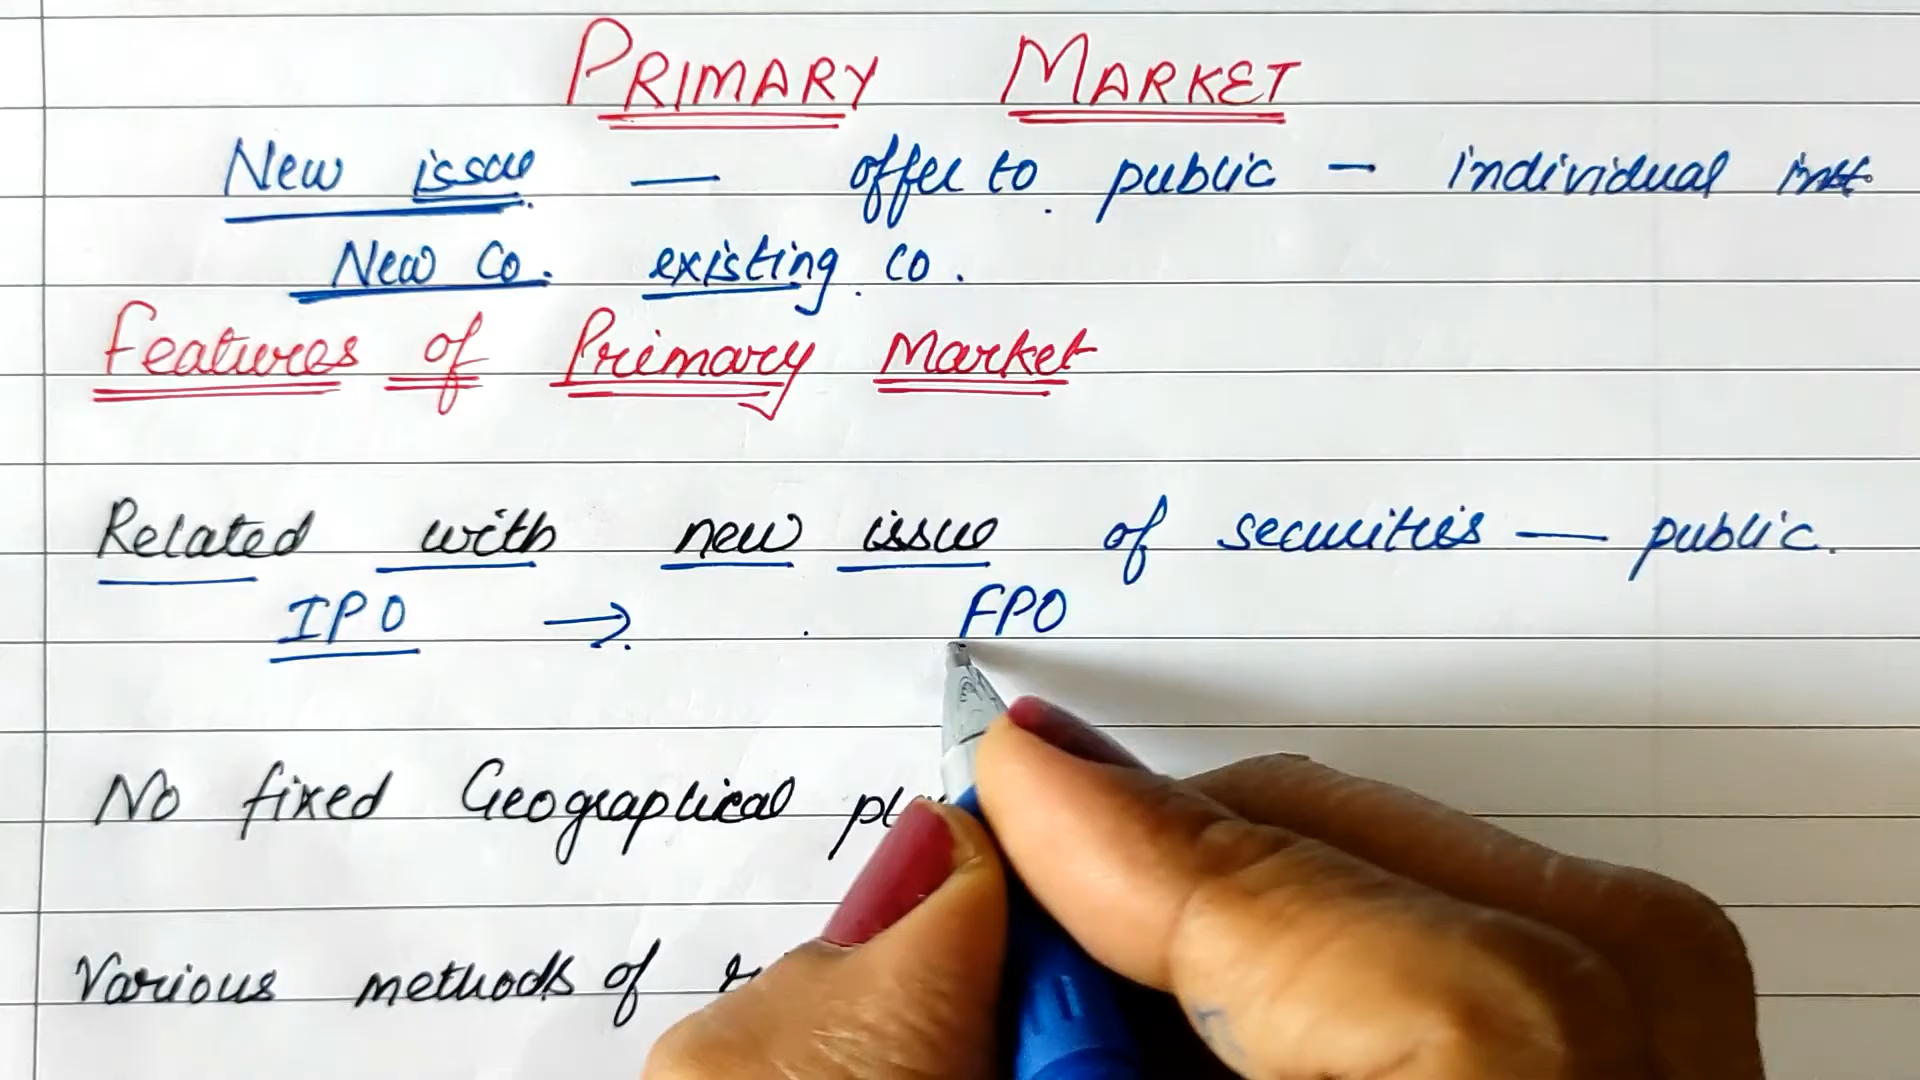 PRIMARY MARKET
New issue — offer to public - individual inst.
New Co. existing co.
Features of Primary Market
Related with new issue of securities — public.
IPO → FPO
No fixed Geographical
Various methods of